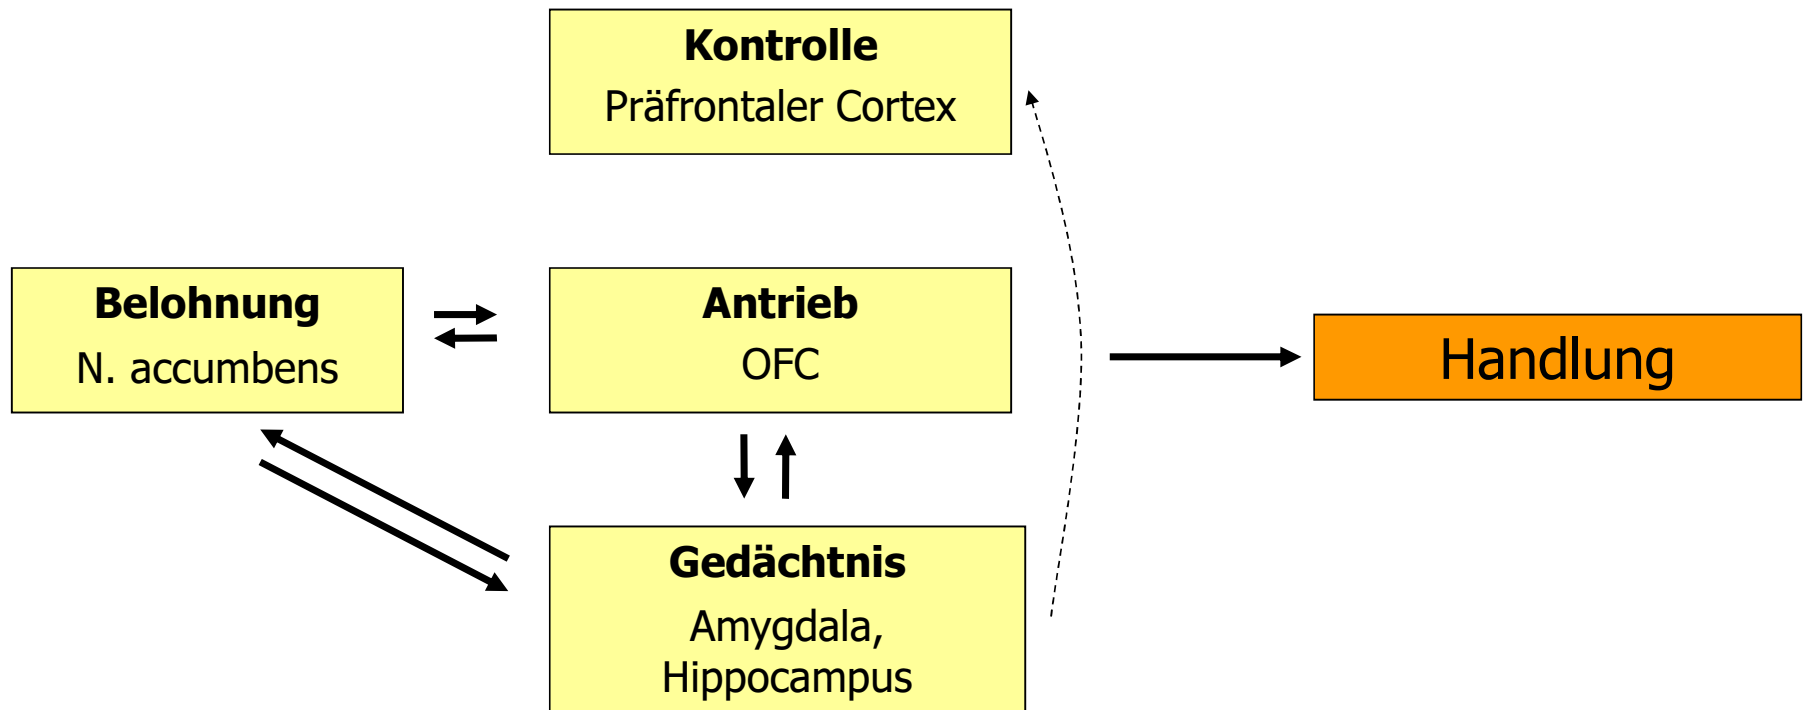 Kontrolle
Präfrontaler Cortex
Belohnung
N. accumbens
Antrieb
OFC
Handlung
Gedächtnis
Amygdala,
Hippocampus